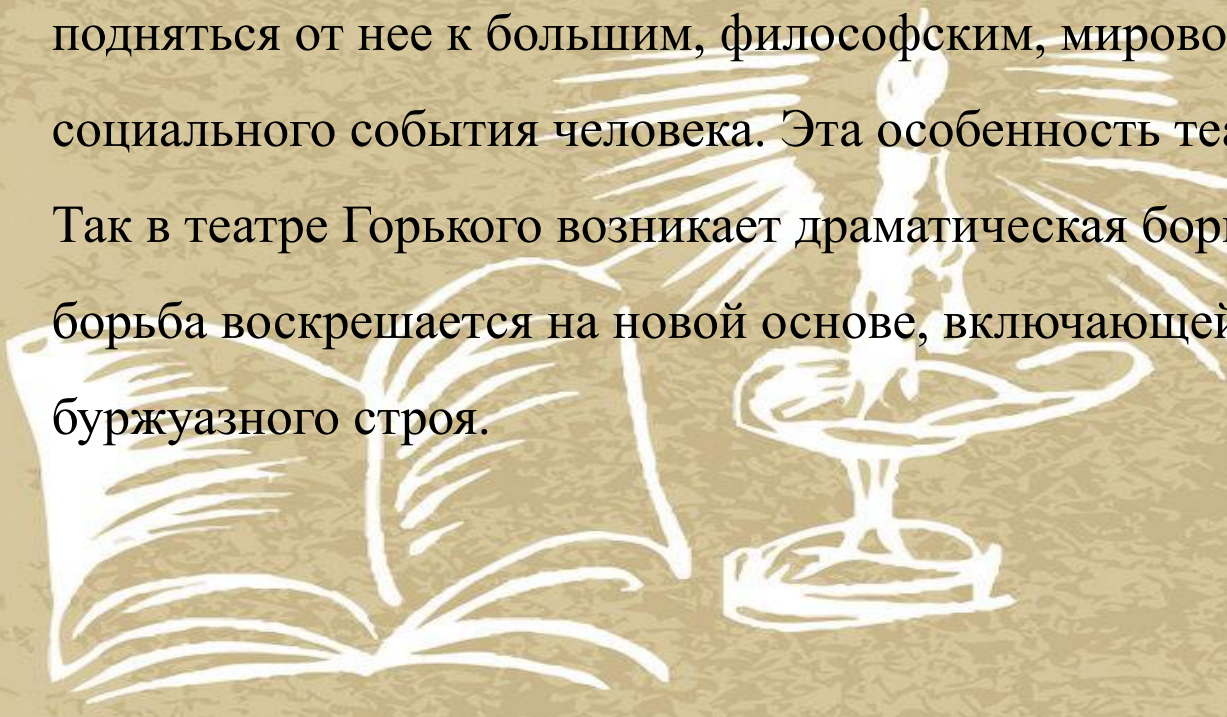 подняться от нее к большим, философским, мирово
социального события человека. Эта особенность теа
Так в театре Горького возникает драматическая бор
борьба воскрешается на новой основе, включающей
буржуазного строя.